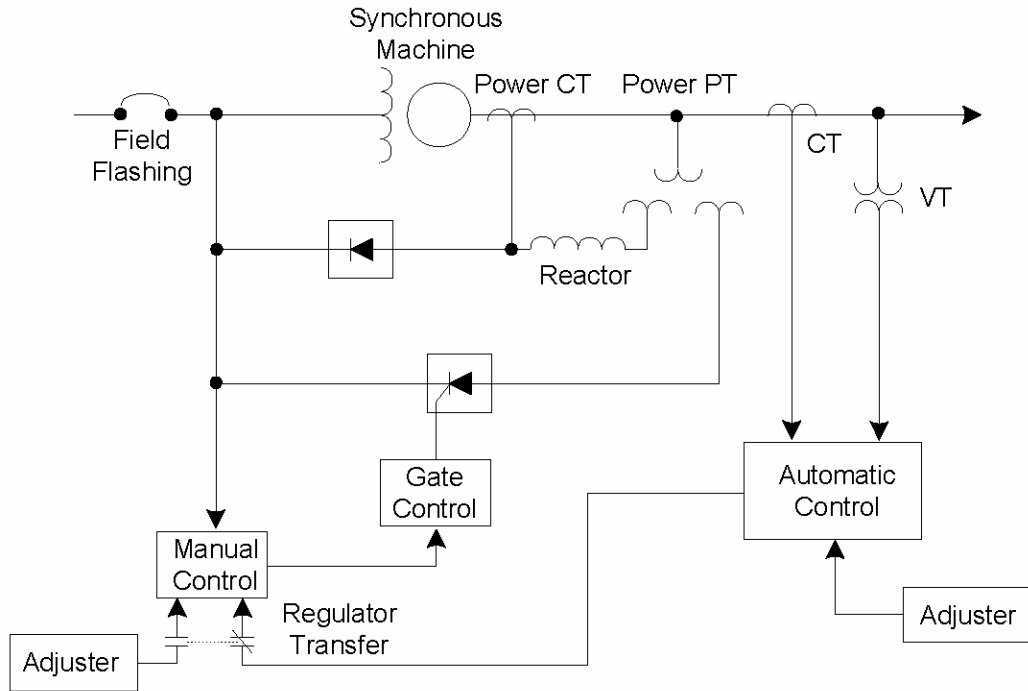 Synchronous
Machine
Power CT
Power PT
Field
Flashing
CT
VT
Reactor
Gate
Control
Automatic
Control
Manual
Control
Regulator
Transfer
Adjuster
Adjuster